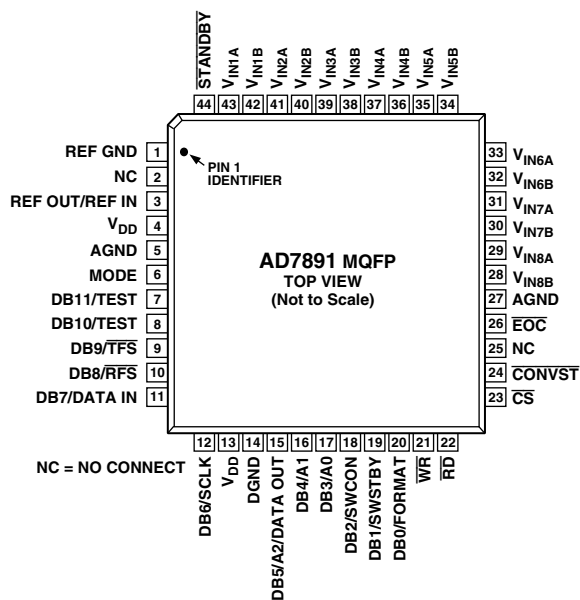 STANDBY
VIN1A
VIN1B
VIN2A
VIN2B
VIN3A
VIN3B
VIN4A
VIN4B
VIN5A
VIN5B
44 43 42 41 40 39 38 37 36 35 34
REF GND 1
NC 2
REF OUT/REF IN 3
VDD 4
AGND 5
MODE 6
DB11/TEST 7
DB10/TEST 8
DB9/TFS 9
DB8/RFS 10
DB7/DATA IN 11
PIN 1
IDENTIFIER
AD7891 MQFP
TOP VIEW
(Not to Scale)
33 VIN6A
32 VIN6B
31 VIN7A
30 VIN7B
29 VIN8A
28 VIN8B
27 AGND
26 EOC
25 NC
24 CONVST
23 CS
12 13 14 15 16 17 18 19 20 21 22
NC = NO CONNECT
DB6/SCLK
VDD
DGND
DB5/A2/DATA OUT
DB4/A1
DB3/A0
DB2/SWCON
DB1/SWSTBY
DB0/FORMAT
WR
RD